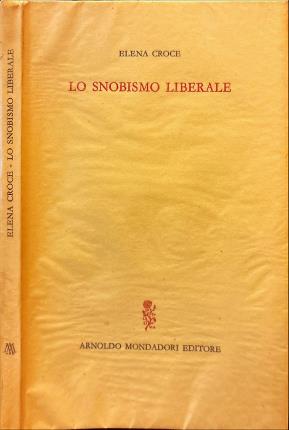 ELENA CROCE - LO SNOBISMO LIBERALE
ELENA CROCE
LO SNOBISMO LIBERALE
ARNOLDO MONDADORI EDITORE